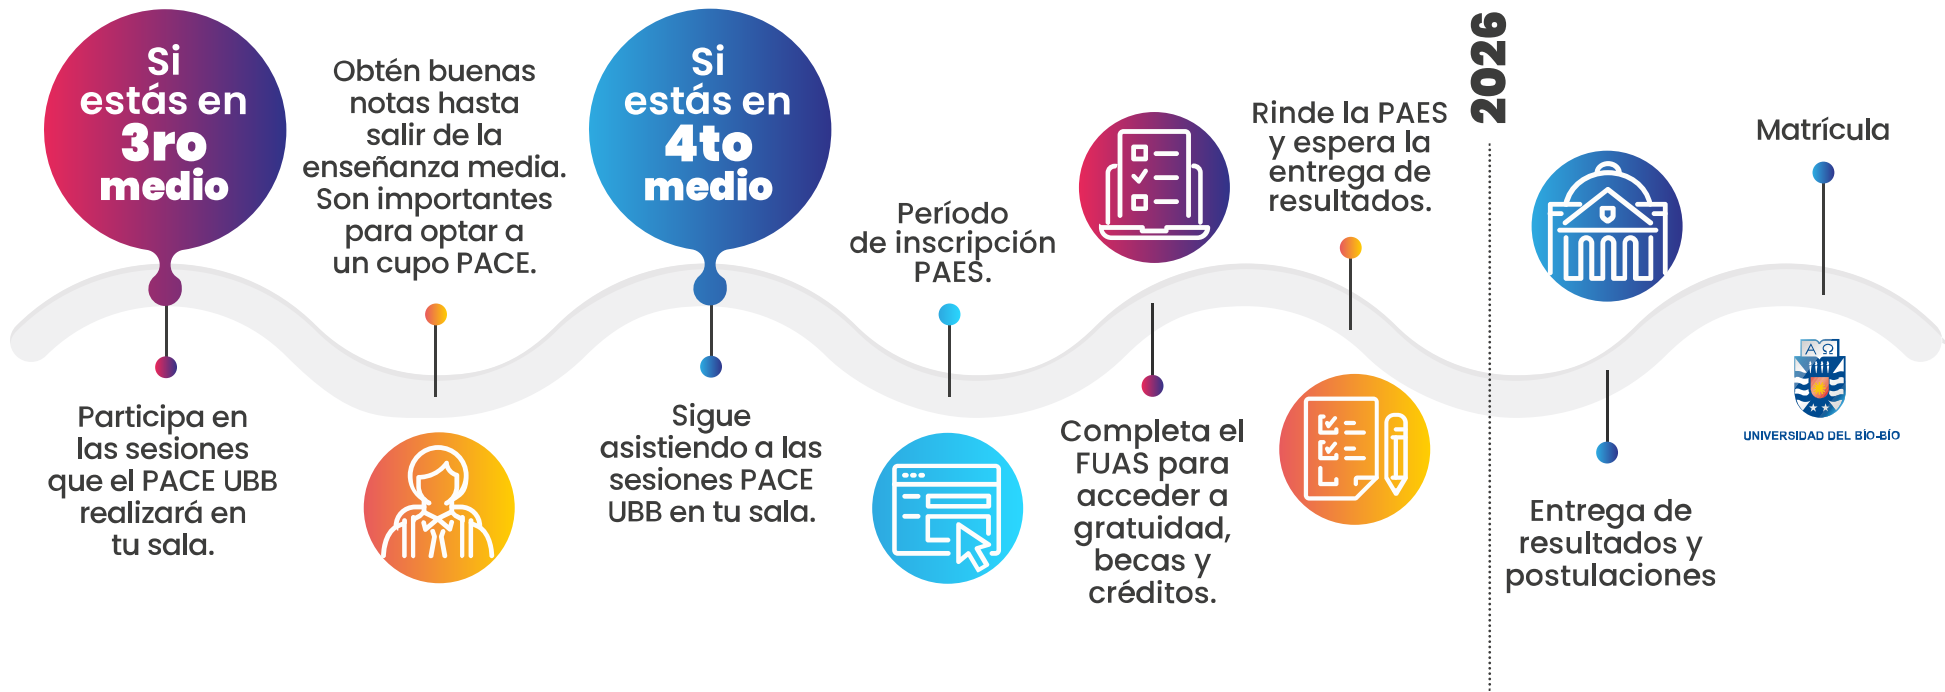 Si
estás en
3ro
medio
Participa en
las sesiones
que el PACE UBB
realizará en
tu sala.
Obtén buenas
notas hasta
salir de la
enseñanza media.
Son importantes
para optar a
un cupo PACE.
Si
estás en
4to
medio
Sigue
asistiendo a las
sesiones PACE
UBB en tu sala.
Período
de inscripción
PAES.
Completa el
FUAS para
acceder a
gratuidad,
becas y
créditos.
Rinde la PAES
y espera la
entrega de
resultados.
2026
Entrega de
resultados y
postulaciones
Matrícula
Α Ω
UNIVERSIDAD DEL BÍO-BÍO